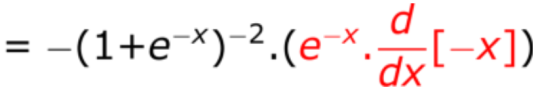 = −(1+e⁻ˣ)⁻².(e⁻ˣ.d/dx[−x])